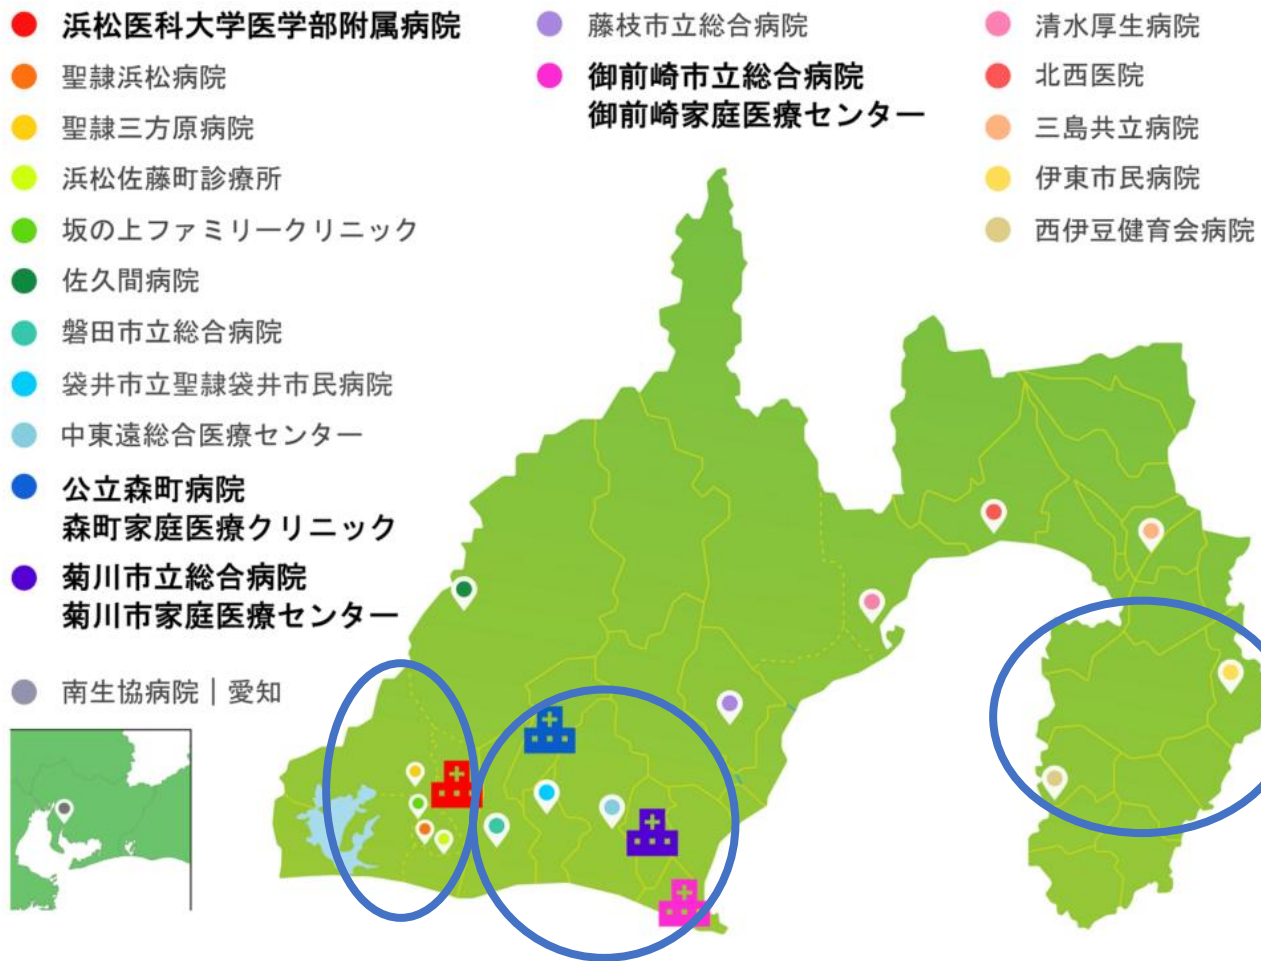 浜松医科大学医学部附属病院
聖隷浜松病院
聖隷三方原病院
浜松佐藤町診療所
坂の上ファミリークリニック
佐久間病院
磐田市立総合病院
袋井市立聖隷袋井市民病院
中東遠総合医療センター
公立森町病院
森町家庭医療クリニック
菊川市立総合病院
菊川市家庭医療センター
南生協病院｜愛知
藤枝市立総合病院
御前崎市立総合病院
御前崎家庭医療センター
清水厚生病院
北西医院
三島共立病院
伊東市民病院
西伊豆健育会病院